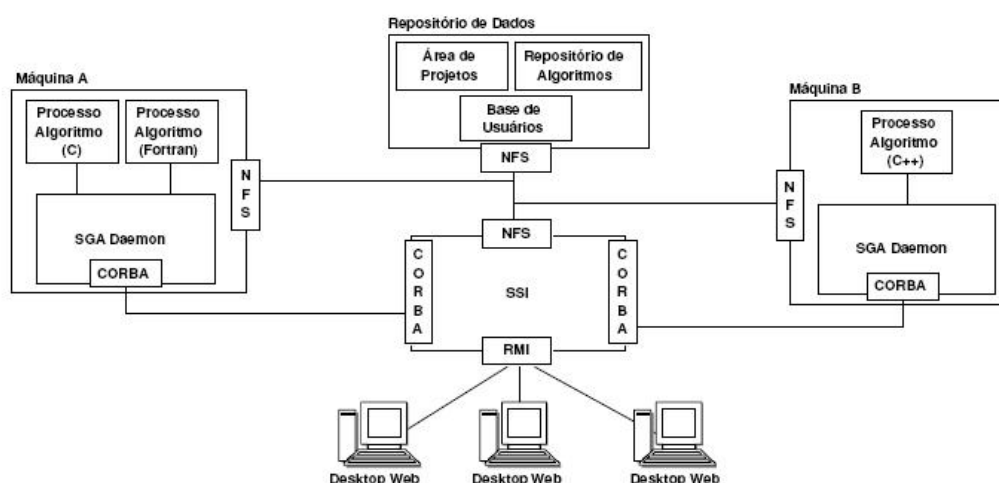 Repositório de Dados
Área de
Projetos
Repositório de
Algoritmos
Base de
Usuários
NFS
Máquina A
Processo
Algoritmo
(C)
Processo
Algoritmo
(Fortran)
N
F
S
SGA Daemon
CORBA
Máquina B
Processo
Algoritmo
(C++)
N
F
S
SGA Daemon
CORBA
NFS
C
O
R
B
A
SSI
C
O
R
B
A
RMI
Desktop Web
Desktop Web
Desktop Web